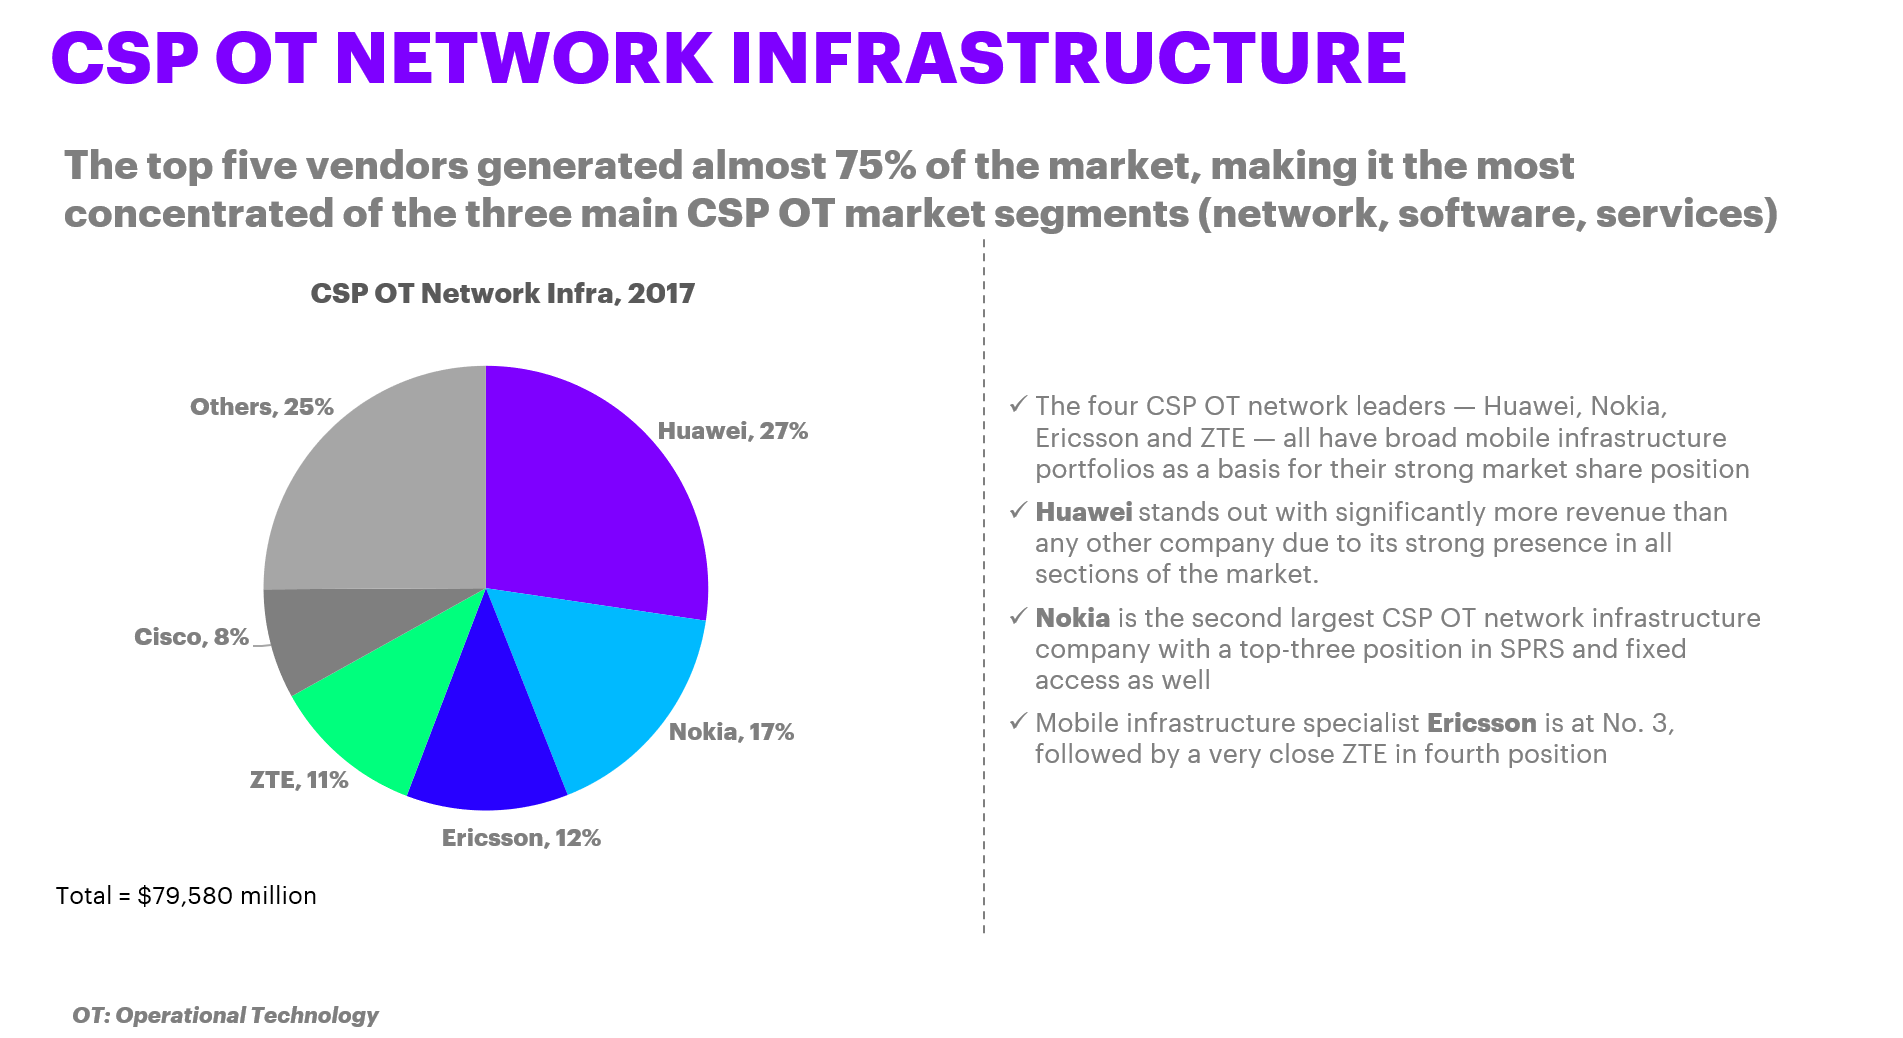 CSP OT NETWORK INFRASTRUCTURE
The top five vendors generated almost 75% of the market, making it the most
concentrated of the three main CSP OT market segments (network, software, services)
CSP OT Network Infra, 2017
Others, 25%
Huawei, 27%
Cisco, 8%
Nokia, 17%
ZTE, 11%
Ericsson, 12%
Total = $79,580 million
✓ The four CSP OT network leaders — Huawei, Nokia,
Ericsson and ZTE — all have broad mobile infrastructure
portfolios as a basis for their strong market share position
✓ Huawei stands out with significantly more revenue than
any other company due to its strong presence in all
sections of the market.
✓ Nokia is the second largest CSP OT network infrastructure
company with a top-three position in SPRS and fixed
access as well
✓ Mobile infrastructure specialist Ericsson is at No. 3,
followed by a very close ZTE in fourth position
OT: Operational Technology